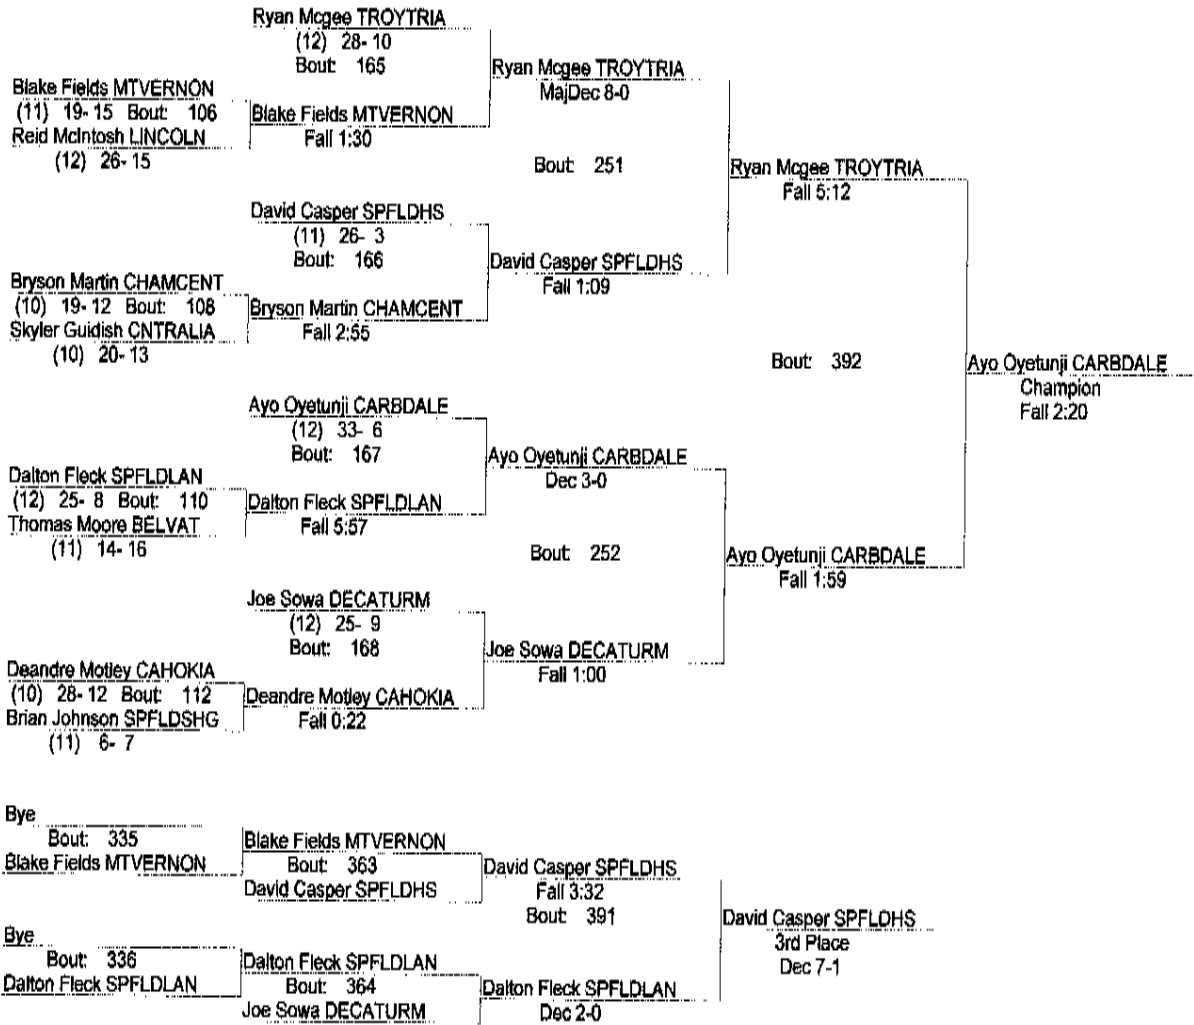 Ryan Mcgee TROYTRIA
(12) 28- 10
Bout: 165
Ryan Mcgee TROYTRIA
MajDec 8-0
Blake Fields MTVERNON
(11) 19- 15 Bout: 106
Reid McIntosh LINCOLN
(12) 26- 15
Blake Fields MTVERNON
Fall 1:30
Bout: 251
Ryan Mcgee TROYTRIA
Fall 5:12
David Casper SPFLDHS
(11) 26- 3
Bout: 166
David Casper SPFLDHS
Fall 1:09
Bryson Martin CHAMCENT
(10) 19- 12 Bout: 108
Skyler Guidish CNTRALIA
(10) 20- 13
Bryson Martin CHAMCENT
Fall 2:55
Bout: 392
Ayo Oyetunji CARBDALE
Champion
Fall 2:20
Ayo Oyetunji CARBDALE
(12) 33- 6
Bout: 167
Ayo Oyetunji CARBDALE
Dec 3-0
Dalton Fleck SPFLDLAN
(12) 25- 8 Bout: 110
Thomas Moore BELVAT
(11) 14- 16
Dalton Fleck SPFLDLAN
Fall 5:57
Bout: 252
Ayo Oyetunji CARBDALE
Fall 1:59
Joe Sowa DECATURM
(12) 25- 9
Bout: 168
Joe Sowa DECATURM
Fall 1:00
Deandre Motley CAHOKIA
(10) 28- 12 Bout: 112
Brian Johnson SPFLDSHG
(11) 6- 7
Deandre Motley CAHOKIA
Fall 0:22
Bye
Bout: 335
Blake Fields MTVERNON
Blake Fields MTVERNON
Bout: 363
David Casper SPFLDHS
David Casper SPFLDHS
Fall 3:32
Bout: 391
David Casper SPFLDHS
3rd Place
Dec 7-1
Bye
Bout: 336
Dalton Fleck SPFLDLAN
Dalton Fleck SPFLDLAN
Bout: 364
Joe Sowa DECATURM
Dalton Fleck SPFLDLAN
Dec 2-0